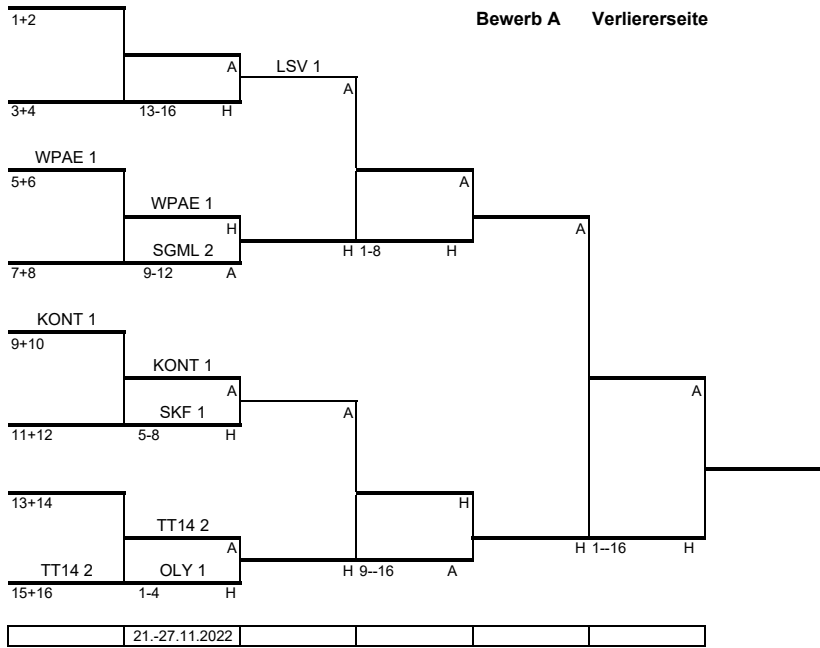 Bewerb A Verliererseite
1+2
A LSV 1
A
3+4 13-16 H
WPAE 1
5+6
A
WPAE 1
H A
SGML 2
H 1-8 H
7+8 9-12 A
KONT 1
9+10
KONT 1
A A
SKF 1
A
11+12 5-8 H
13+14
H
TT14 2
A H 1--16 H
TT14 2 OLY 1
H 9--16 A
15+16 1-4 H
21.-27.11.2022